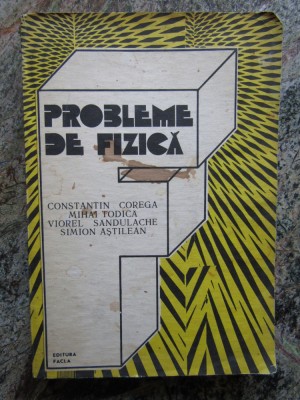 PROBLEME
DE FIZICĂ
CONSTANTIN COREGA
MIHAI TODICA
VIOREL SANDULACHE
SIMION AȘTILEAN
EDITURA
FACLA